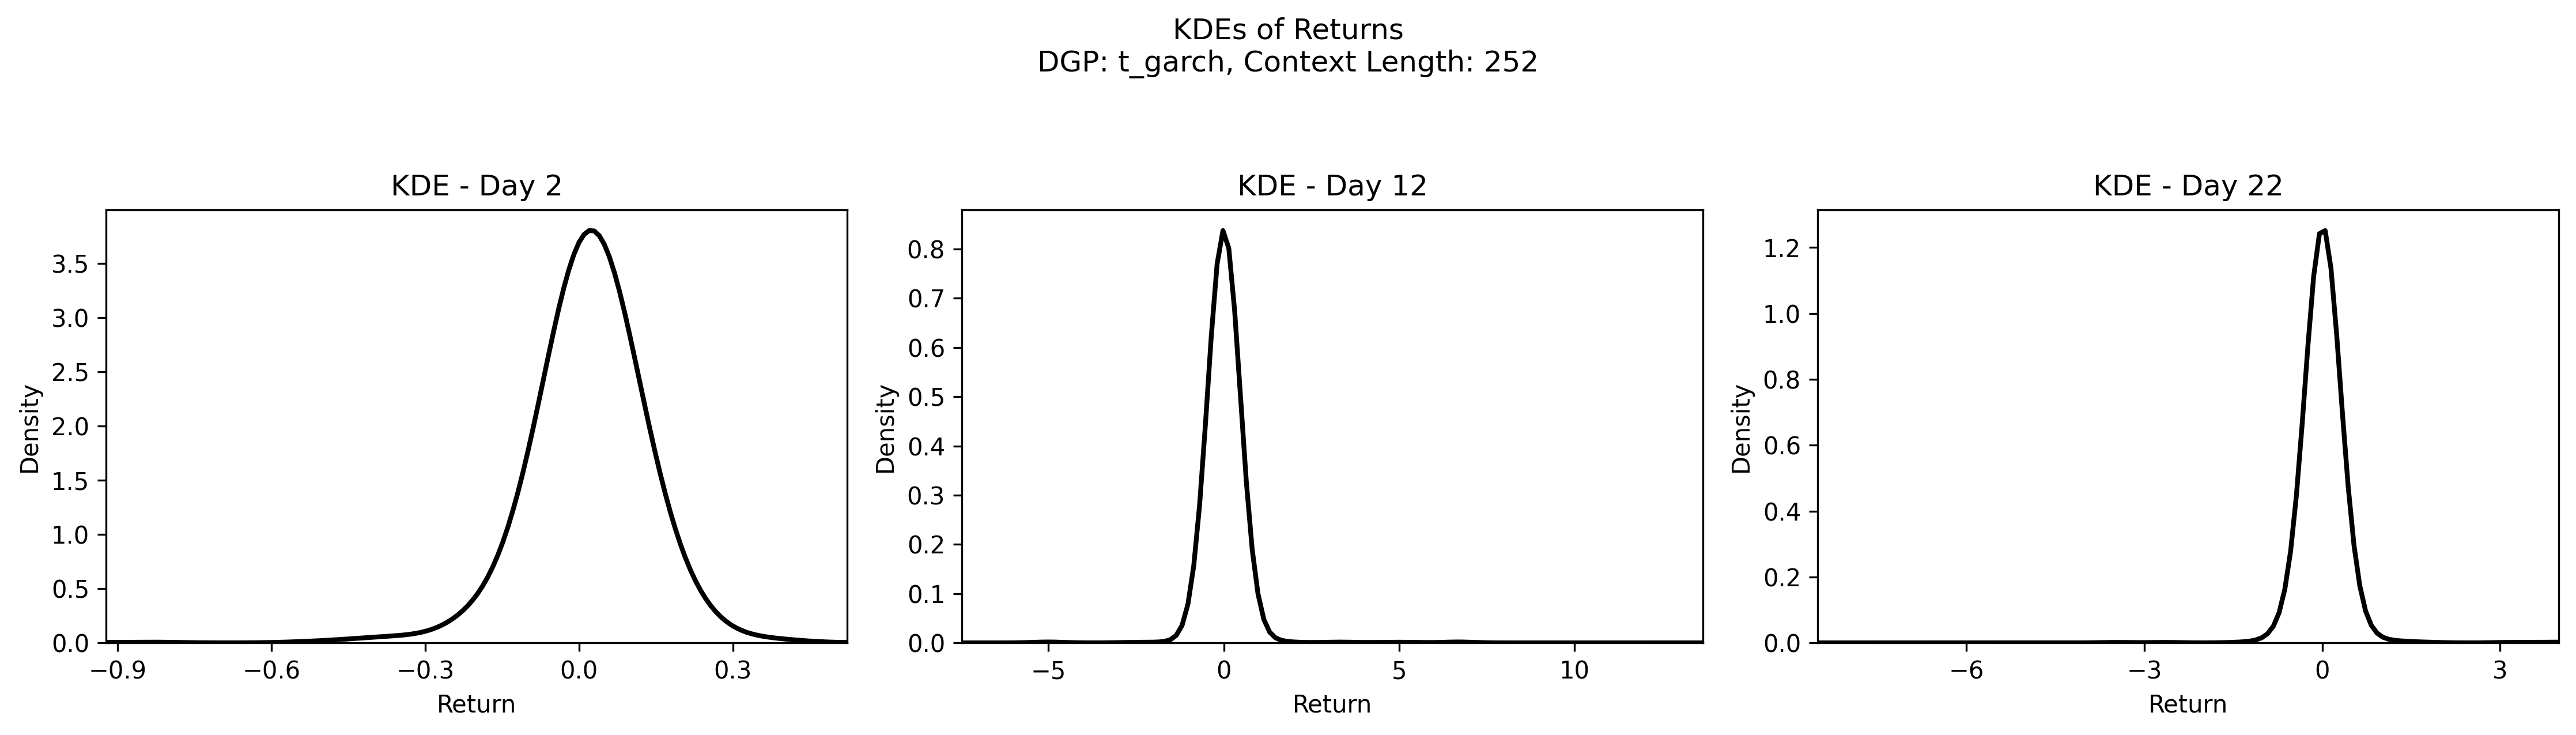 KDEs of Returns
DGP: t_garch, Context Length: 252
KDE - Day 2
3.5
3.0
2.5
2.0
1.5
1.0
0.5
0.0
Density
−0.9 −0.6 −0.3 0.0 0.3
Return
KDE - Day 12
0.8
0.7
0.6
0.5
0.4
0.3
0.2
0.1
0.0
Density
−5 0 5 10
Return
KDE - Day 22
1.2
1.0
0.8
0.6
0.4
0.2
0.0
Density
−6 −3 0 3
Return